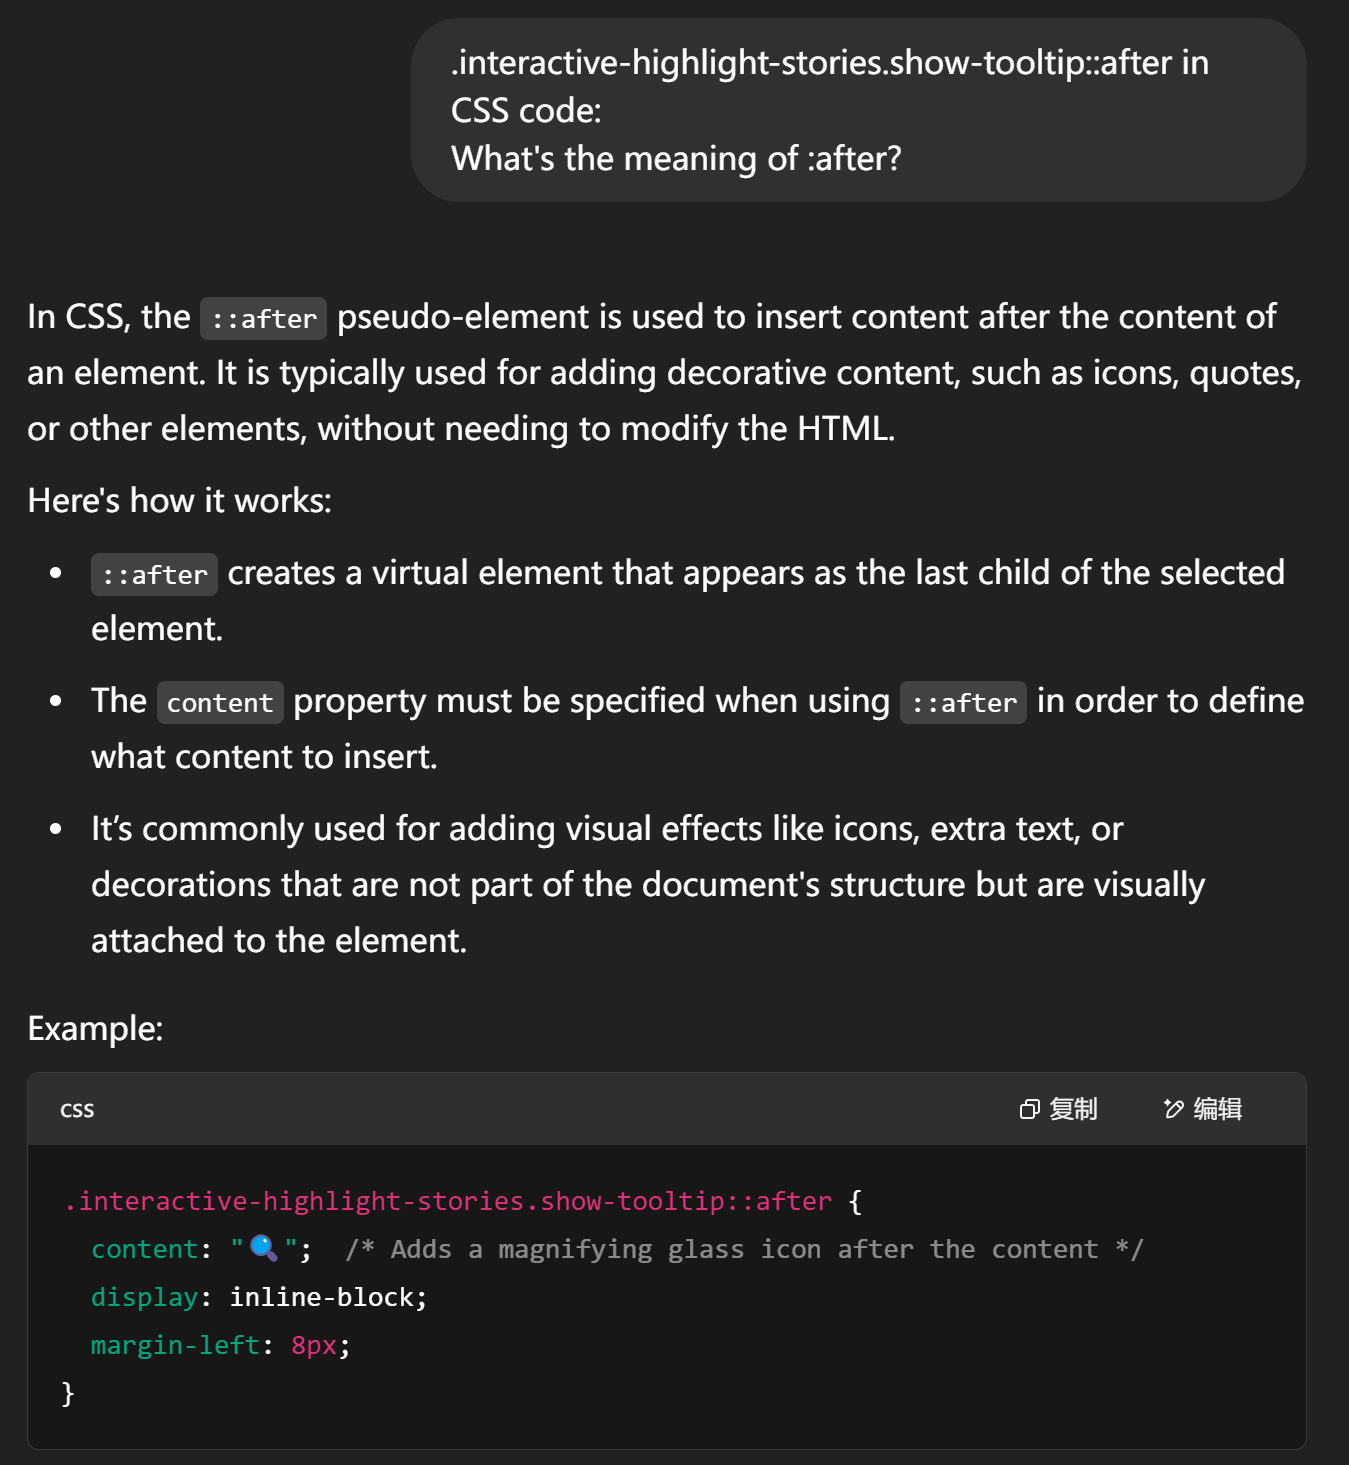 .interactive-highlight-stories.show-tooltip::after in
CSS code:
What's the meaning of :after?
In CSS, the ::after pseudo-element is used to insert content after the content of
an element. It is typically used for adding decorative content, such as icons, quotes,
or other elements, without needing to modify the HTML.
Here's how it works:
• ::after creates a virtual element that appears as the last child of the selected
element.
• The content property must be specified when using ::after in order to define
what content to insert.
• It’s commonly used for adding visual effects like icons, extra text, or
decorations that are not part of the document's structure but are visually
attached to the element.
Example:
css 复制 编辑
.interactive-highlight-stories.show-tooltip::after {
content: "🔍"; /* Adds a magnifying glass icon after the content */
display: inline-block;
margin-left: 8px;
}